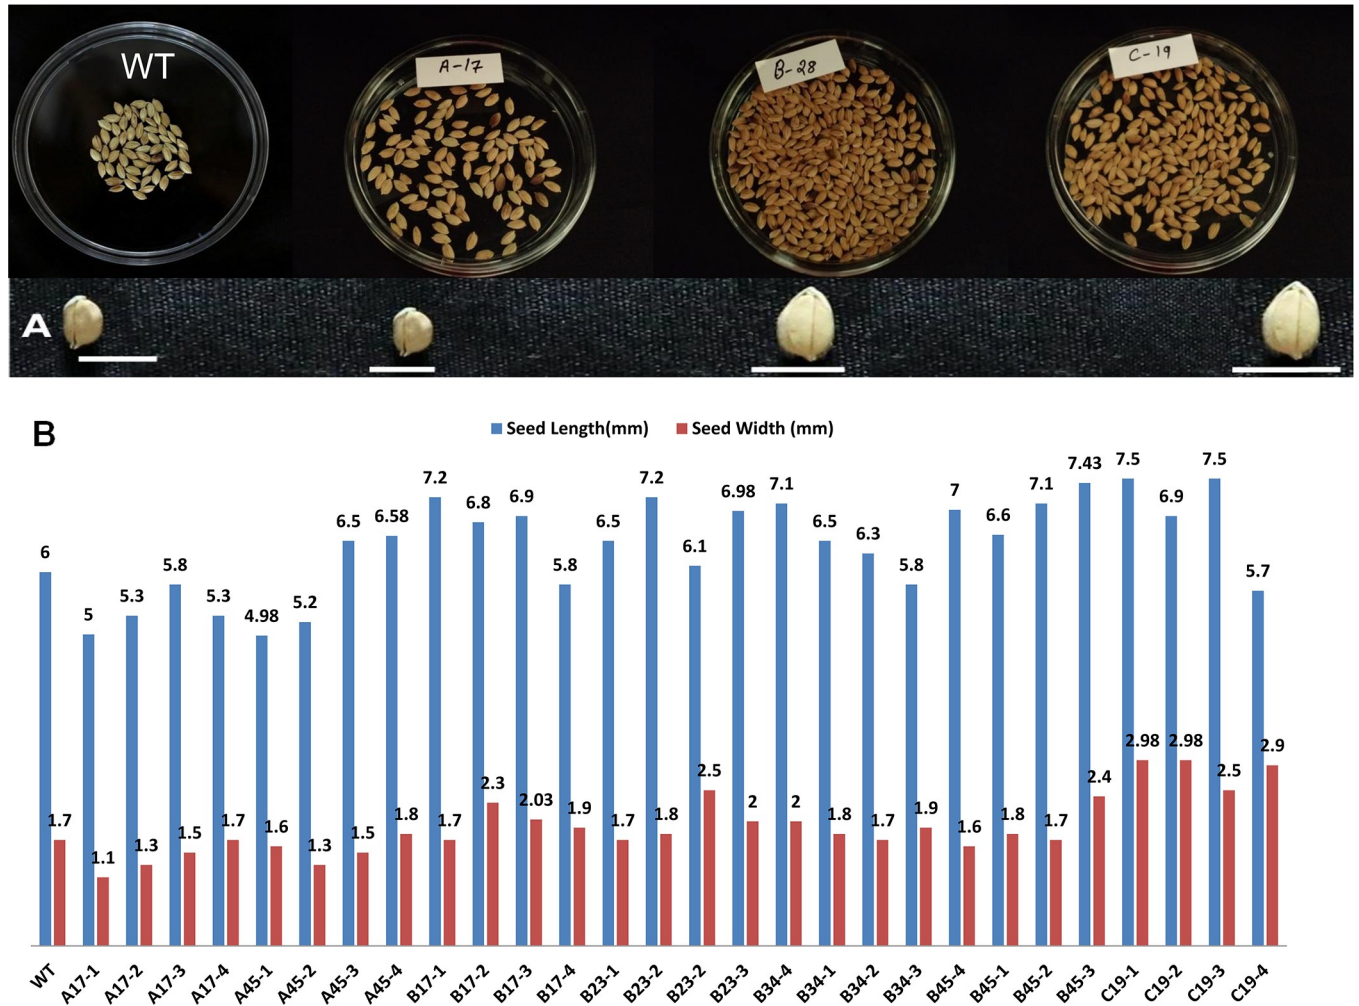 WT
A-17
B-28
C-19
A
B
Seed Length(mm) Seed Width (mm)
6 1.7
5 1.1
5.3 1.3
5.8 1.5
5.3 1.7
4.98 1.6
5.2 1.3
6.5 1.5
6.58 1.8
7.2 1.7
6.8 2.3
6.9 2.03
5.8 1.9
6.5 1.7
7.2 1.8
6.1 2.5
6.98 2
7.1 2
6.5 1.8
6.3 1.7
5.8 1.9
7 1.6
6.6 1.8
7.1 1.7
7.43 2.4
7.5 2.98
6.9 2.98
7.5 2.5
5.7 2.9
WT
A17-1
A17-2
A17-3
A17-4
A45-1
A45-2
A45-3
A45-4
B17-1
B17-2
B17-3
B17-4
B23-1
B23-2
B23-2
B23-3
B34-4
B34-1
B34-2
B34-3
B45-4
B45-1
B45-2
B45-3
C19-1
C19-2
C19-3
C19-4